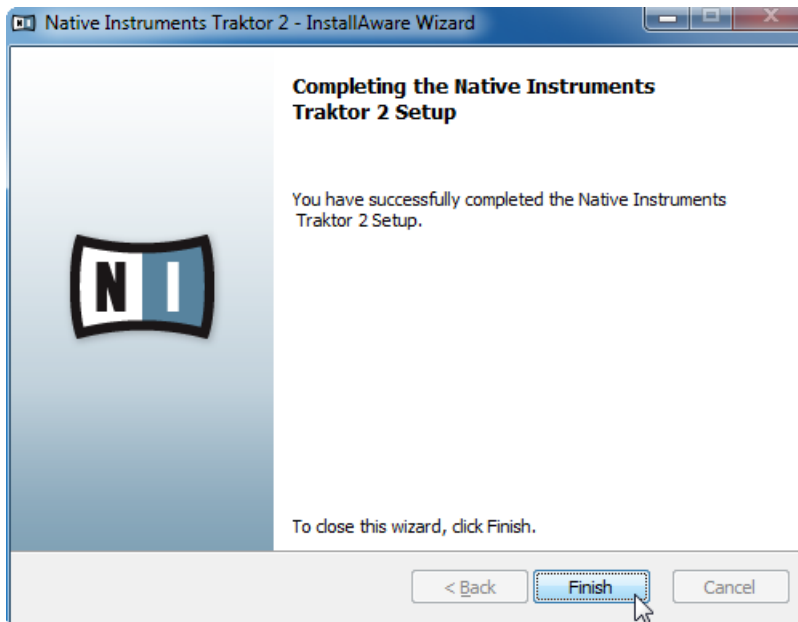 Native Instruments Traktor 2 - InstallAware Wizard
Completing the Native Instruments
Traktor 2 Setup
You have successfully completed the Native Instruments
Traktor 2 Setup.
N I
To close this wizard, click Finish.
< Back Finish Cancel